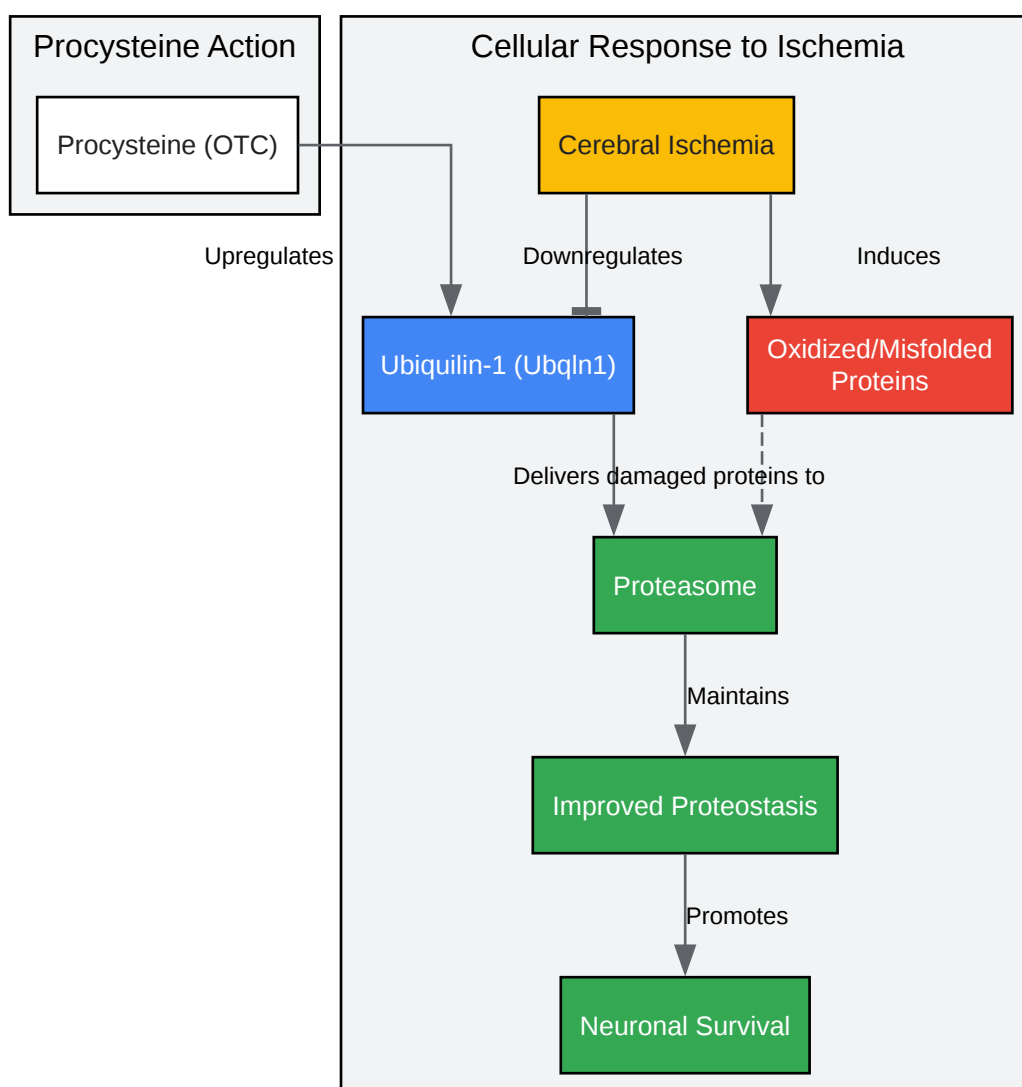 Procysteine Action
Cellular Response to Ischemia
Procysteine (OTC)
Cerebral Ischemia
Upregulates
Downregulates
Induces
Ubiquilin-1 (Ubqln1)
Oxidized/Misfolded
Proteins
Delivers damaged proteins to
Proteasome
Maintains
Improved Proteostasis
Promotes
Neuronal Survival